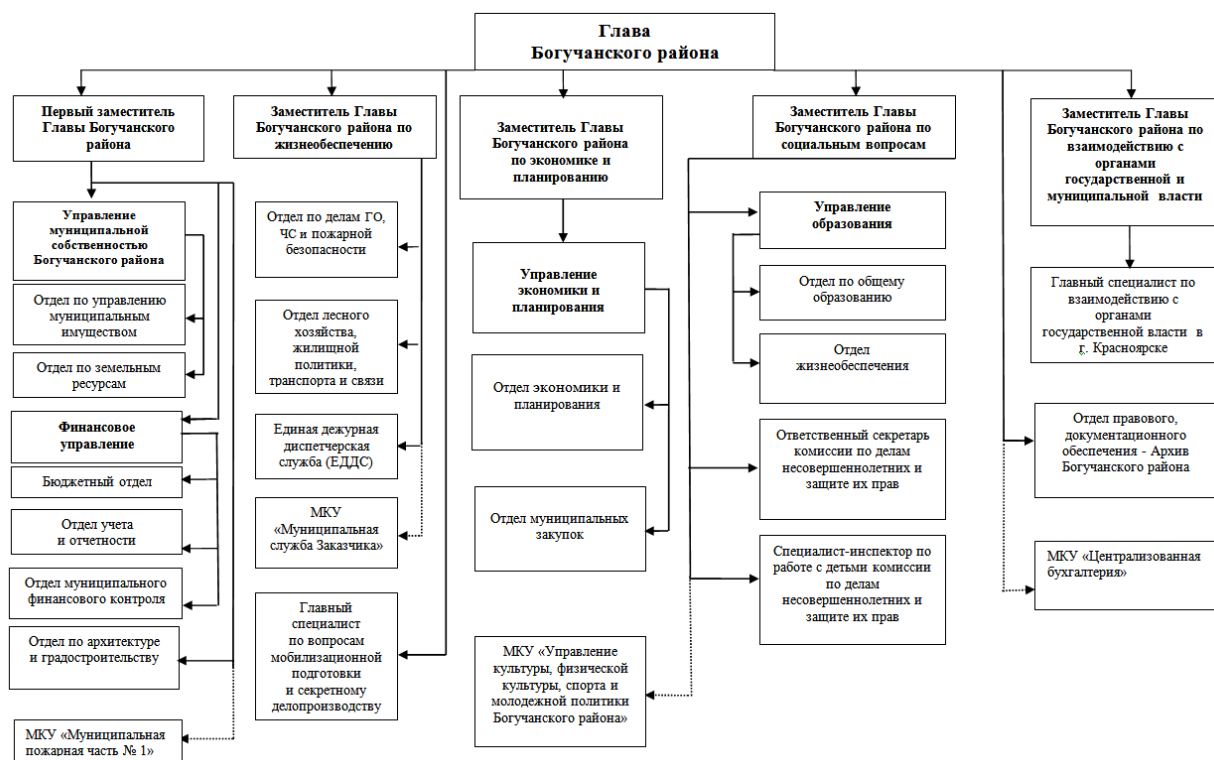 Глава
Богучанского района
Первый заместитель
Главы Богучанского
района
Заместитель Главы
Богучанского района по
жизнеобеспечению
Заместитель Главы
Богучанского района
по экономике и
планированию
Заместитель Главы
Богучанского района по
социальным вопросам
Заместитель Главы
Богучанского района по
взаимодействию с
органами
государственной и
муниципальной власти
Управление
муниципальной
собственностью
Богучанского района
Отдел по управлению
муниципальным
имуществом
Отдел по земельным
ресурсам
Финансовое
управление
Бюджетный отдел
Отдел учета
и отчетности
Отдел муниципального
финансового контроля
Отдел по архитектуре
и градостроительству
МКУ «Муниципальная
пожарная часть № 1»
Отдел по делам ГО,
ЧС и пожарной
безопасности
Отдел лесного
хозяйства,
жилищной
политики,
транспорта и связи
Единая дежурная
диспетчерская
служба (ЕДДС)
МКУ
«Муниципальная
служба Заказчика»
Главный
специалист
по вопросам
мобилизационной
подготовки
и секретному
делопроизводству
Управление
экономики и
планирования
Отдел экономики и
планирования
Отдел муниципальных
закупок
МКУ «Управление
культуры, физической
культуры, спорта и
молодежной политики
Богучанского района»
Управление
образования
Отдел по общему
образованию
Отдел
жизнеобеспечения
Ответственный секретарь
комиссии по делам
несовершеннолетних и
защите их прав
Специалист-инспектор по
работе с детьми комиссии
по делам
несовершеннолетних и
защите их прав
Главный специалист по
взаимодействию с
органами
государственной власти в
г. Красноярске
Отдел правового,
документационного
обеспечения - Архив
Богучанского района
МКУ «Централизованная
бухгалтерия»